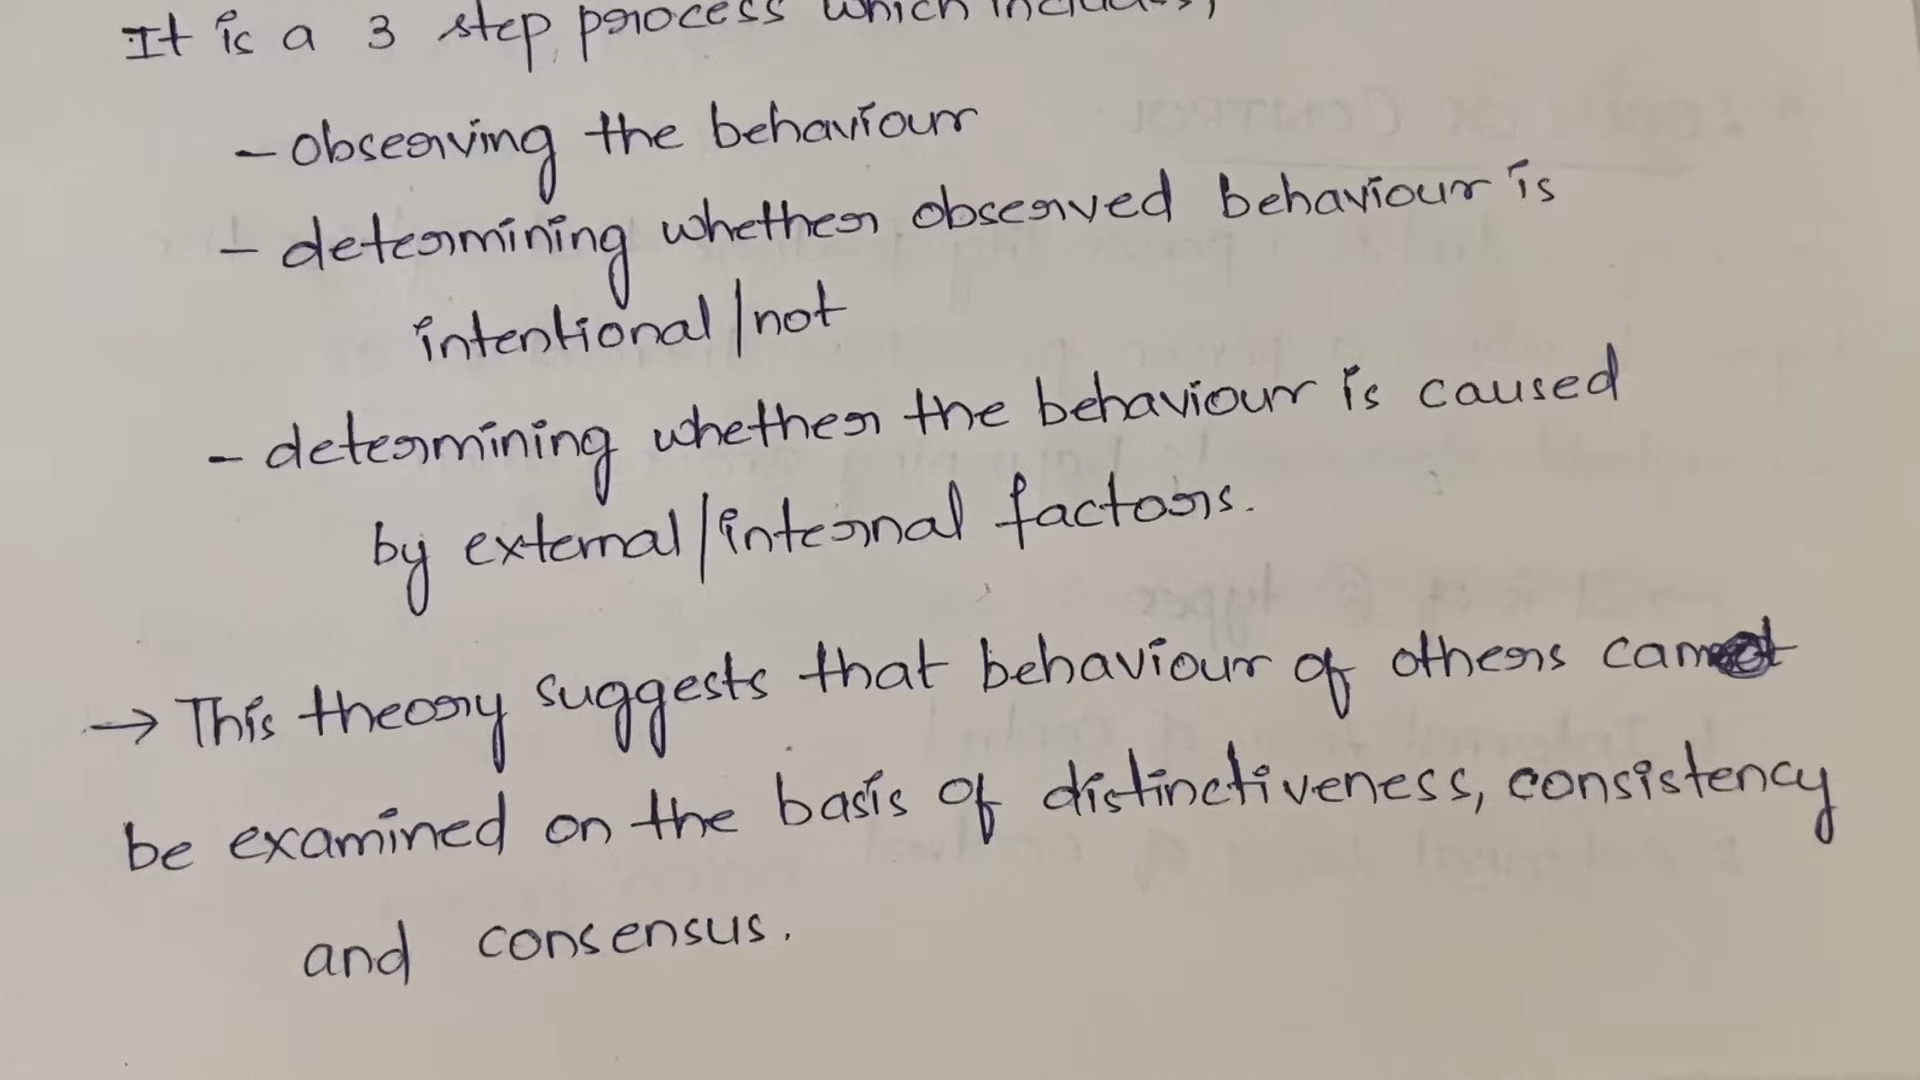 It is a 3 step process which includes,
- observing the behaviour
- determining whether observed behaviour is
intentional/not
- determining whether the behaviour is caused
by external/internal factors.
→ This theory suggests that behaviour of others can
be examined on the basis of distinctiveness, consistency
and consensus.